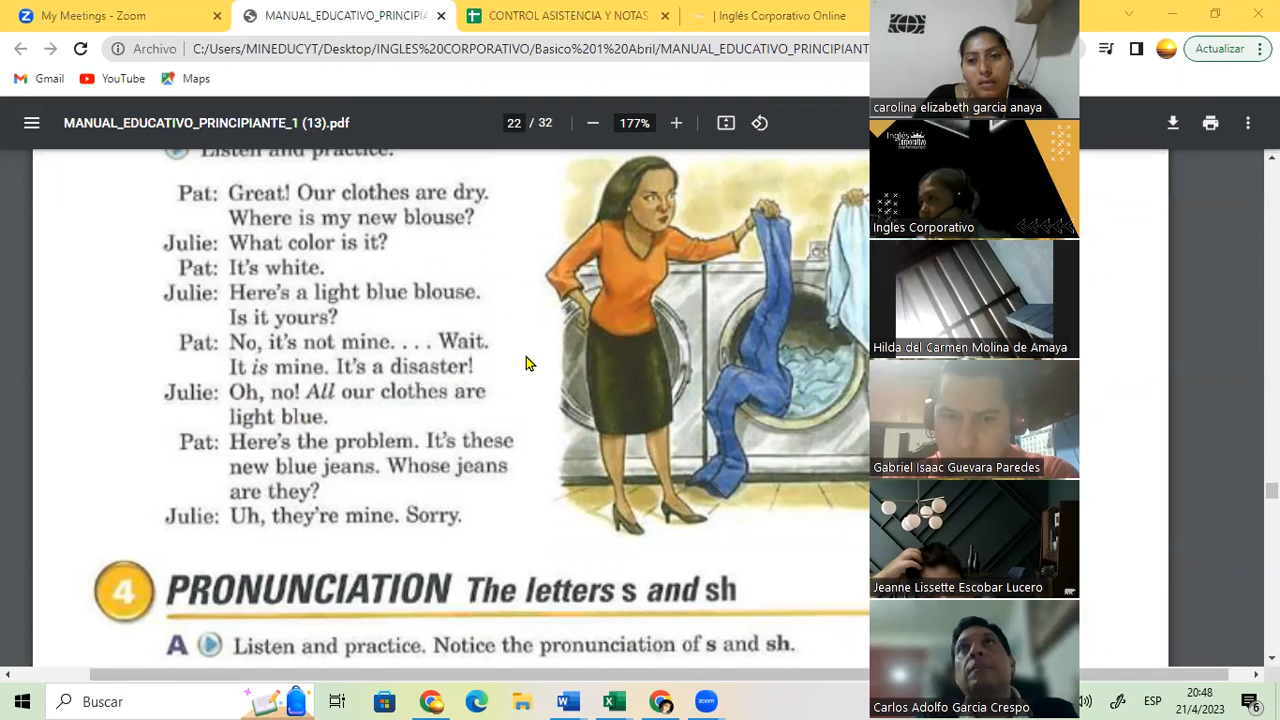 My Meetings - Zoom
MANUAL_EDUCATIVO_PRINCIPIA
CONTROL ASISTENCIA Y NOTAS
Inglés Corporativo Online
Archivo
C:/Users/MINEDUCYT/Desktop/INGLES%20CORPORATIVO/Basico%201%20Abril/MANUAL_EDUCATIVO_PRINCIPIANT
Actualizar
Gmail
YouTube
Maps
MANUAL_EDUCATIVO_PRINCIPIANTE_1 (13).pdf
22 / 32
177%
Listen and practice.
Pat: Great! Our clothes are dry.
Where is my new blouse?
Julie: What color is it?
Pat: It's white.
Julie: Here's a light blue blouse.
Is it yours?
Pat: No, it's not mine. . . . Wait.
It is mine. It's a disaster!
Julie: Oh, no! All our clothes are
light blue.
Pat: Here's the problem. It's these
new blue jeans. Whose jeans
are they?
Julie: Uh, they're mine. Sorry.
4 PRONUNCIATION The letters s and sh
A Listen and practice. Notice the pronunciation of s and sh.
carolina elizabeth garcia anaya
Inglés
Corporativo
Ingles Corporativo
Hilda del Carmen Molina de Amaya
Gabriel Isaac Guevara Paredes
Jeanne Lissette Escobar Lucero
Carlos Adolfo Garcia Crespo
Buscar
ESP
20:48
21/4/2023
6